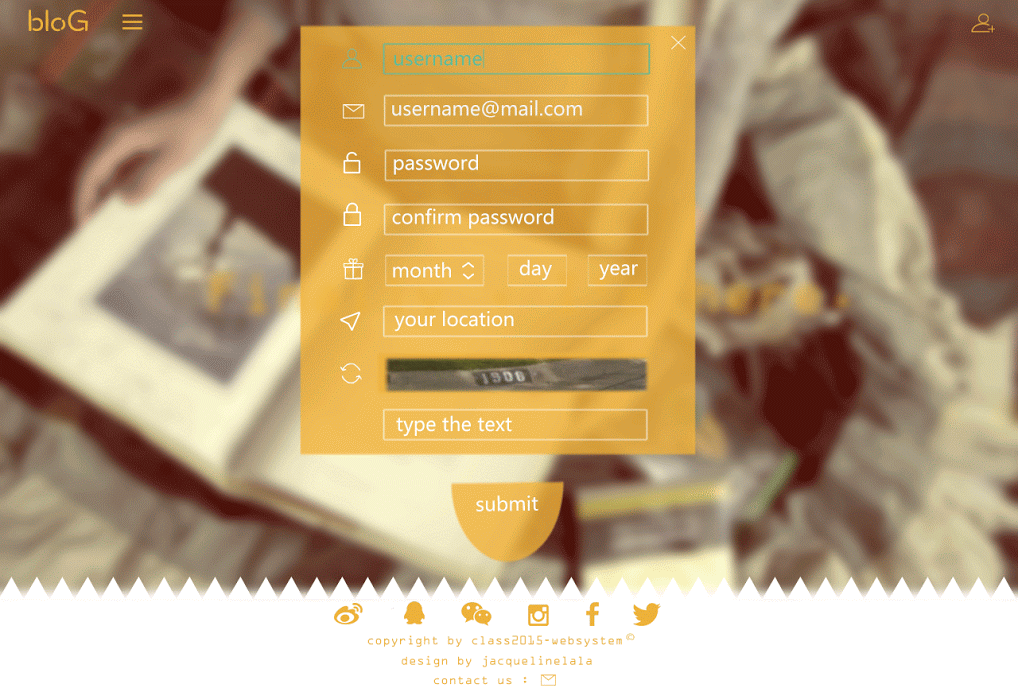 bloG
username
username@mail.com
password
confirm password
month day year
your location
1906
type the text
submit
copyright by class2015-websystem©
design by jacquelinelala
contact us :